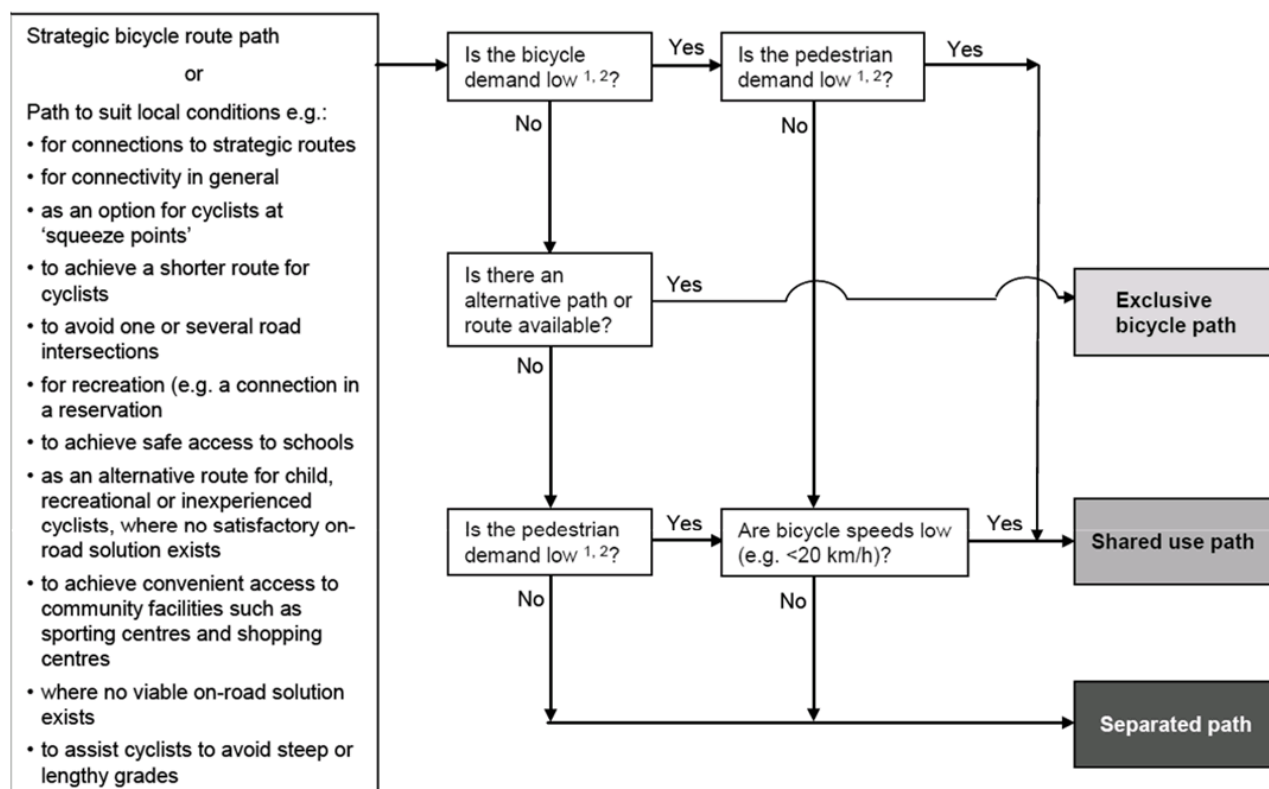 Strategic bicycle route path
or
Path to suit local conditions e.g.:
• for connections to strategic routes
• for connectivity in general
• as an option for cyclists at
‘squeeze points’
• to achieve a shorter route for
cyclists
• to avoid one or several road
intersections
• for recreation (e.g. a connection in
a reservation
• to achieve safe access to schools
• as an alternative route for child,
recreational or inexperienced
cyclists, where no satisfactory on-
road solution exists
• to achieve convenient access to
community facilities such as
sporting centres and shopping
centres
• where no viable on-road solution
exists
• to assist cyclists to avoid steep or
lengthy grades
Is the bicycle
demand low 1, 2?
Yes
No
Is the pedestrian
demand low 1, 2?
Yes
No
Is there an
alternative path or
route available?
Yes
No
Exclusive
bicycle path
Is the pedestrian
demand low 1, 2?
Yes
No
Are bicycle speeds low
(e.g. <20 km/h)?
Yes
No
Shared use path
Separated path